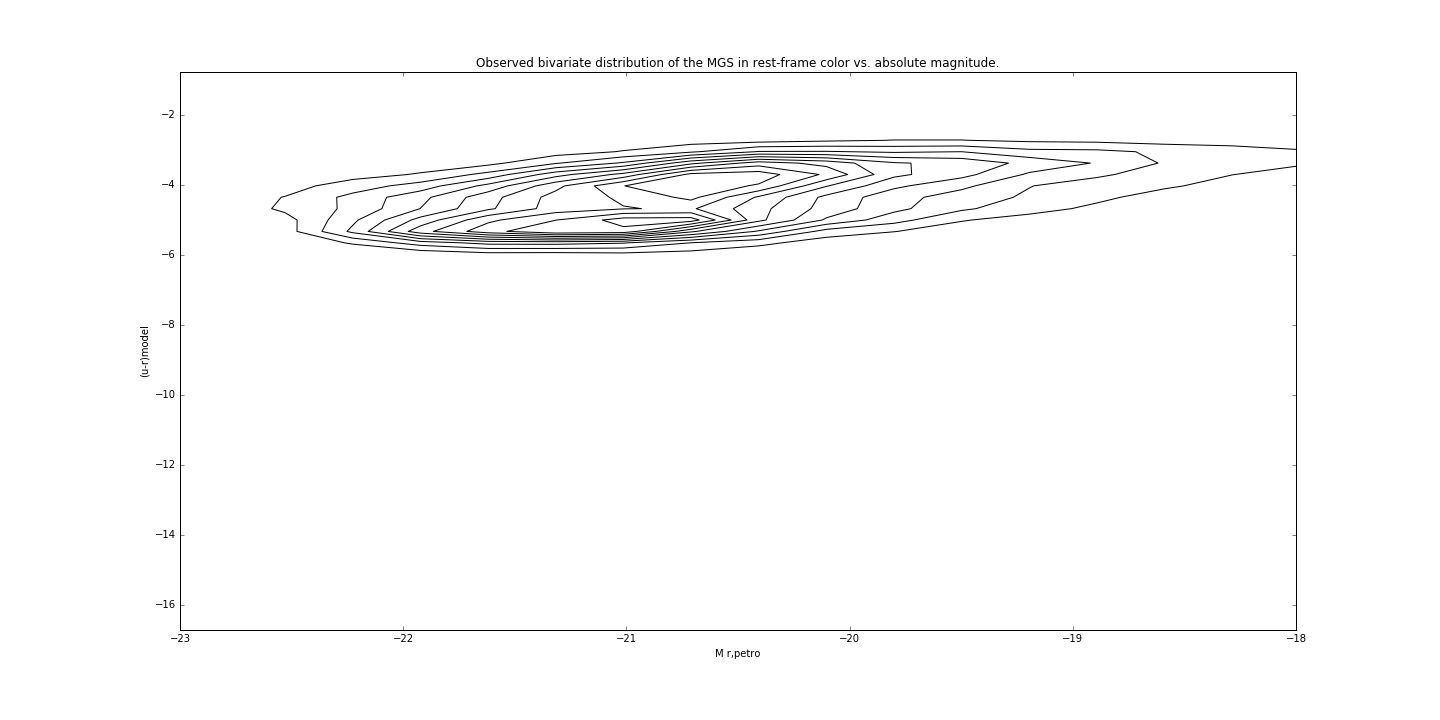 Observed bivariate distribution of the MGS in rest-frame color vs. absolute magnitude.
−2
−4
−6
−8
−10
−12
−14
−16
(u-r)model
−23 −22 −21 −20 −19 −18
M r,petro